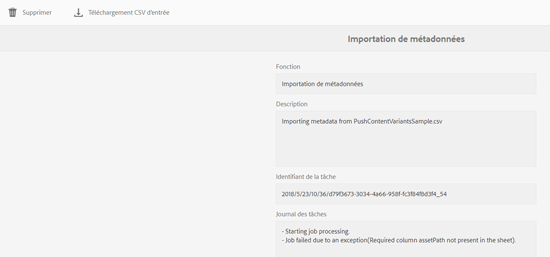 Supprimer
Téléchargement CSV d'entrée
Importation de métadonnées
Fonction
Importation de métadonnées
Description
Importing metadata from PushContentVariantsSample.csv
Identifiant de la tâche
2018/5/23/10/36/d79f3673-3034-4a66-958f-fc3f84f8d3f4_54
Journal des tâches
- Starting job processing.
- Job failed due to an exception(Required column assetPath not present in the sheet).